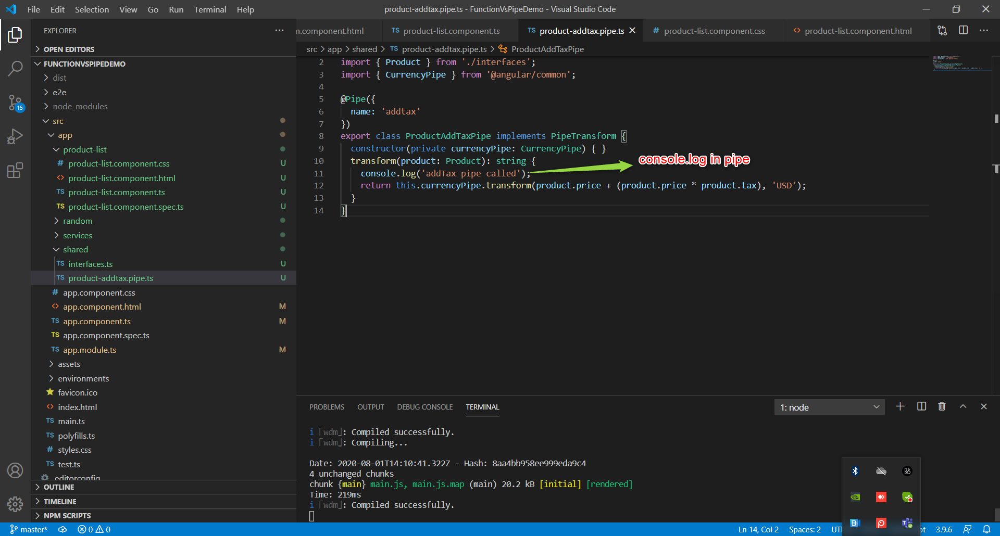 File Edit Selection View Go Run Terminal Help
product-addtax.pipe.ts - FunctionVsPipeDemo - Visual Studio Code
EXPLORER
OPEN EDITORS
FUNCTIONVSPIPEDEMO
dist
e2e
node_modules
src
app
product-list
# product-list.component.css U
<> product-list.component.html U
TS product-list.component.ts U
TS product-list.component.spec.ts U
random
services
shared
TS interfaces.ts U
TS product-addtax.pipe.ts U
# app.component.css
<> app.component.html M
TS app.component.ts M
TS app.component.spec.ts
TS app.module.ts M
assets
environments
favicon.ico
<> index.html
TS main.ts
TS polyfills.ts
# styles.css
TS test.ts
.editorconfig
OUTLINE
TIMELINE
NPM SCRIPTS
15
n.component.html TS product-list.component.ts TS product-addtax.pipe.ts # product-list.component.css <> product-list.component.html
src > app > shared > TS product-addtax.pipe.ts > ProductAddTaxPipe
2 import { Product } from './interfaces';
3 import { CurrencyPipe } from '@angular/common';
4
5 @Pipe({
6 name: 'addtax'
7 })
8 export class ProductAddTaxPipe implements PipeTransform {
9 constructor(private currencyPipe: CurrencyPipe) { }
10 transform(product: Product): string {
11 console.log('addTax pipe called');
12 return this.currencyPipe.transform(product.price + (product.price * product.tax), 'USD');
13 }
14 }
console.log in pipe
PROBLEMS OUTPUT DEBUG CONSOLE TERMINAL
1: node
i ｢wdm｣: Compiled successfully.
i ｢wdm｣: Compiling...
Date: 2020-08-01T14:10:41.322Z - Hash: 8aa4bb958ee999eda9c4
4 unchanged chunks
chunk {main} main.js, main.js.map (main) 20.2 kB [initial] [rendered]
Time: 219ms
i ｢wdm｣: Compiled successfully.
master* 0 0
Ln 14, Col 2 Spaces: 2 UT pt 3.9.6